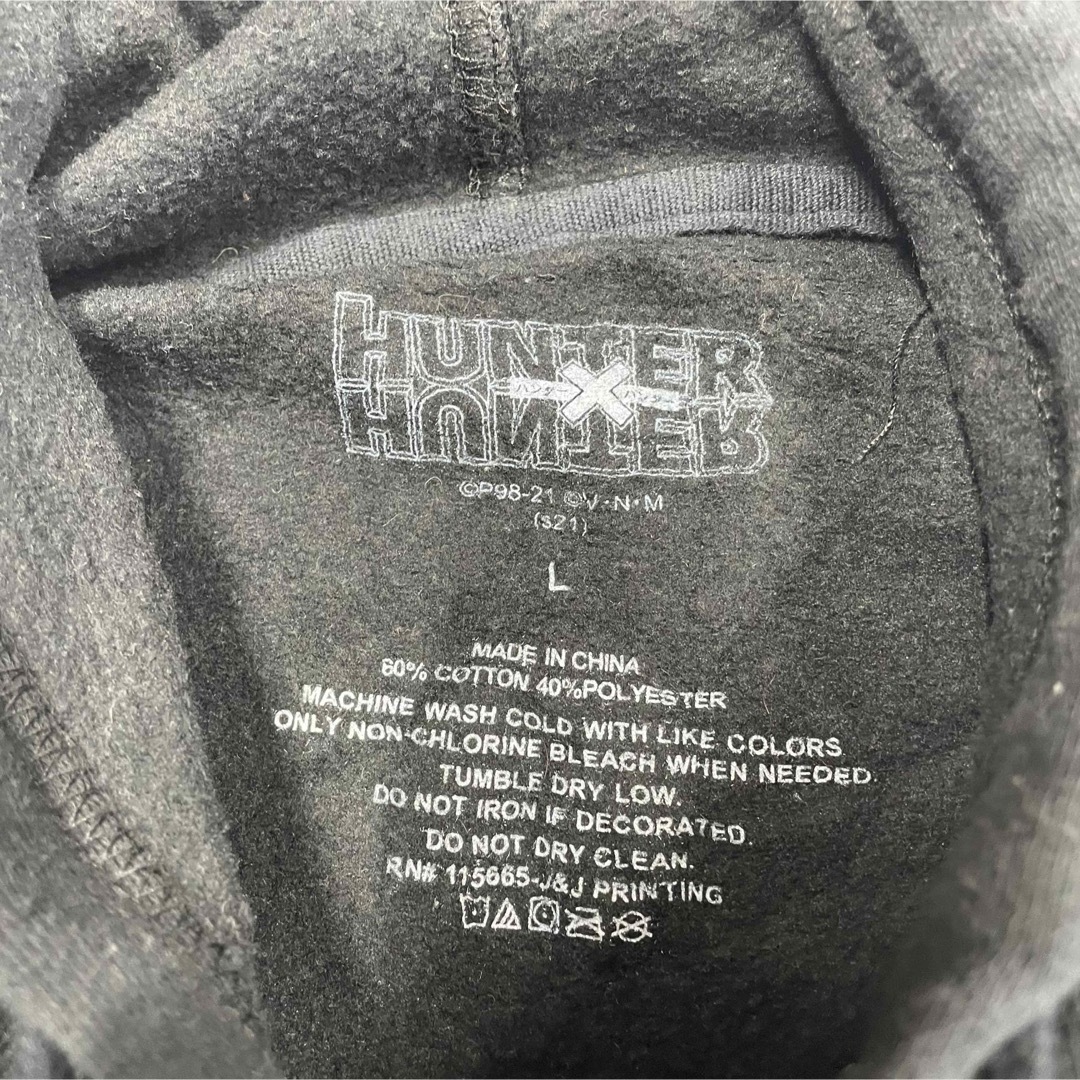 HUNTER
×
HUNTER
©P98-21 ©V·N·M
(s21)
L
MADE IN CHINA
60% COTTON 40%POLYESTER
MACHINE WASH COLD WITH LIKE COLORS
ONLY NON-CHLORINE BLEACH WHEN NEEDED.
TUMBLE DRY LOW.
DO NOT IRON IF DECORATED.
DO NOT DRY CLEAN.
RN# 115665-J&J PRINTING